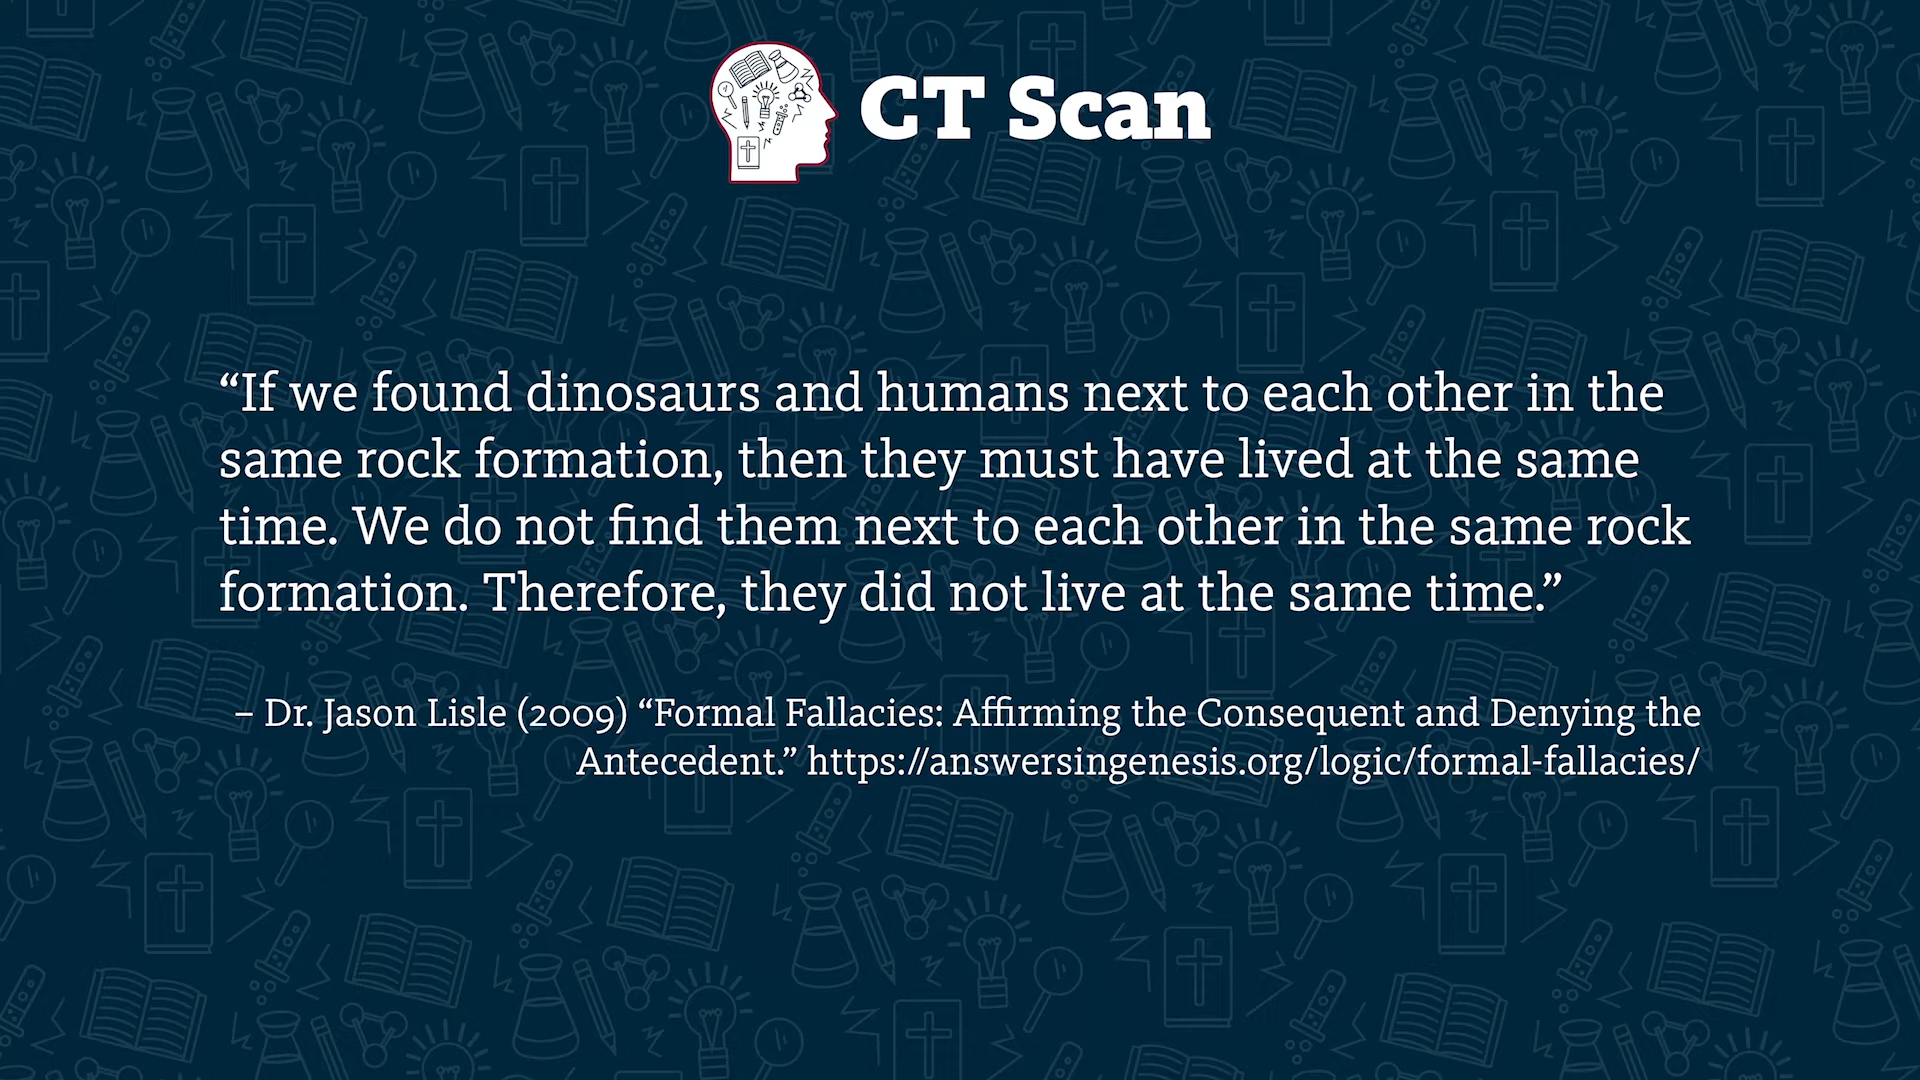 CT Scan
“If we found dinosaurs and humans next to each other in the
same rock formation, then they must have lived at the same
time. We do not find them next to each other in the same rock
formation. Therefore, they did not live at the same time.”
– Dr. Jason Lisle (2009) “Formal Fallacies: Affirming the Consequent and Denying the
Antecedent.” https://answersingenesis.org/logic/formal-fallacies/